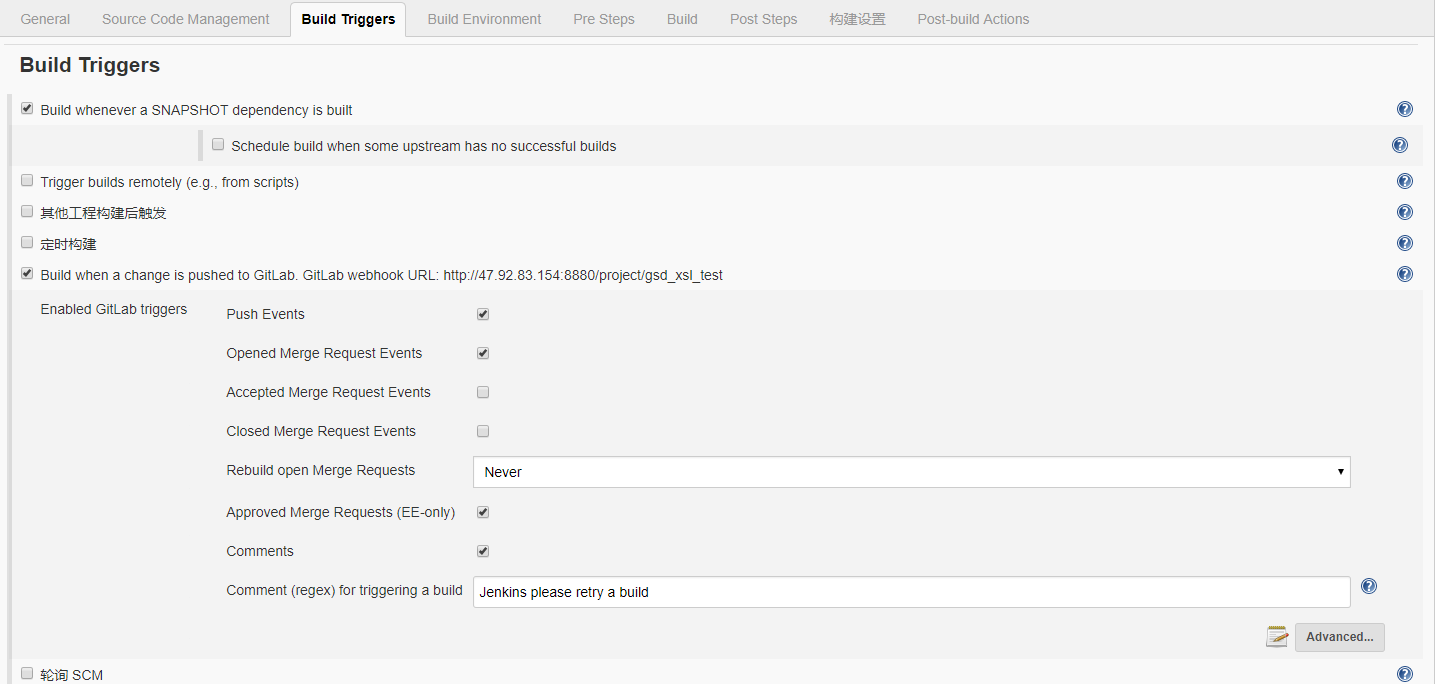 General Source Code Management Build Triggers Build Environment Pre Steps Build Post Steps 构建设置 Post-build Actions
Build Triggers
Build whenever a SNAPSHOT dependency is built
Schedule build when some upstream has no successful builds
Trigger builds remotely (e.g., from scripts)
其他工程构建后触发
定时构建
Build when a change is pushed to GitLab. GitLab webhook URL: http://47.92.83.154:8880/project/gsd_xsl_test
Enabled GitLab triggers Push Events
Opened Merge Request Events
Accepted Merge Request Events
Closed Merge Request Events
Rebuild open Merge Requests Never
Approved Merge Requests (EE-only)
Comments
Comment (regex) for triggering a build Jenkins please retry a build
Advanced...
轮询 SCM